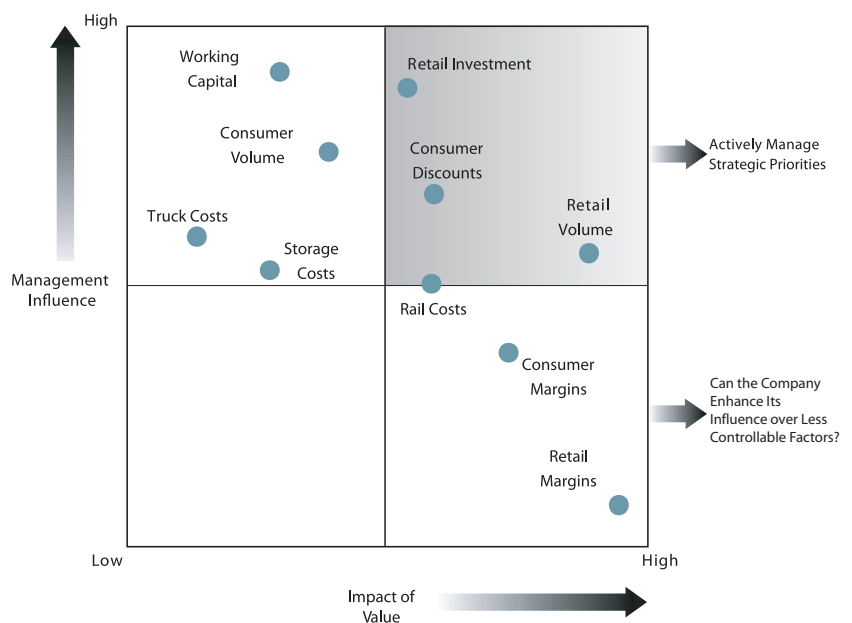 High
Working
Capital
Retail Investment
Consumer
Volume
Consumer
Discounts
Actively Manage
Strategic Priorities
Truck Costs
Retail
Volume
Storage
Costs
Management
Influence
Rail Costs
Consumer
Margins
Can the Company
Enhance Its
Influence over Less
Controllable Factors?
Retail
Margins
Low
High
Impact of
Value